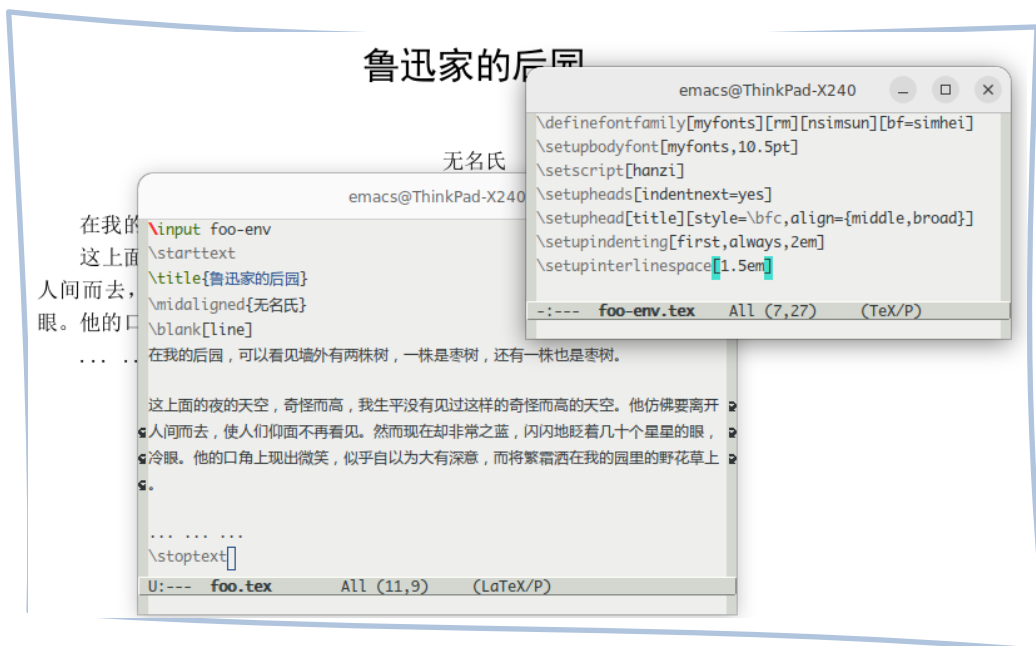 鲁迅家的后园
无名氏
在我的
这上面
人间而去，
眼。他的口
... ..
emacs@ThinkPad-X240
\definefontfamily[myfonts][rm][nsimsun][bf=simhei]
\setupbodyfont[myfonts,10.5pt]
\setscript[hanzi]
\setupheads[indentnext=yes]
\setuphead[title][style=\bfc,align={middle,broad}]
\setupindenting[first,always,2em]
\setupinterlinespace[1.5em]
-:--- foo-env.tex All (7,27) (TeX/P)
emacs@ThinkPad-X240
\input foo-env
\starttext
\title{鲁迅家的后园}
\midaligned{无名氏}
\blank[line]
在我的后园，可以看见墙外有两株树，一株是枣树，还有一株也是枣树。
这上面的夜的天空，奇怪而高，我生平没有见过这样的奇怪而高的天空。他仿佛要离开
人间而去，使人们仰面不再看见。然而现在却非常之蓝，闪闪地䀹着几十个星星的眼，
冷眼。他的口角上现出微笑，似乎自以为大有深意，而将繁霜洒在我的园里的野花草上
。
... ... ...
\stoptext
U:--- foo.tex All (11,9) (LaTeX/P)